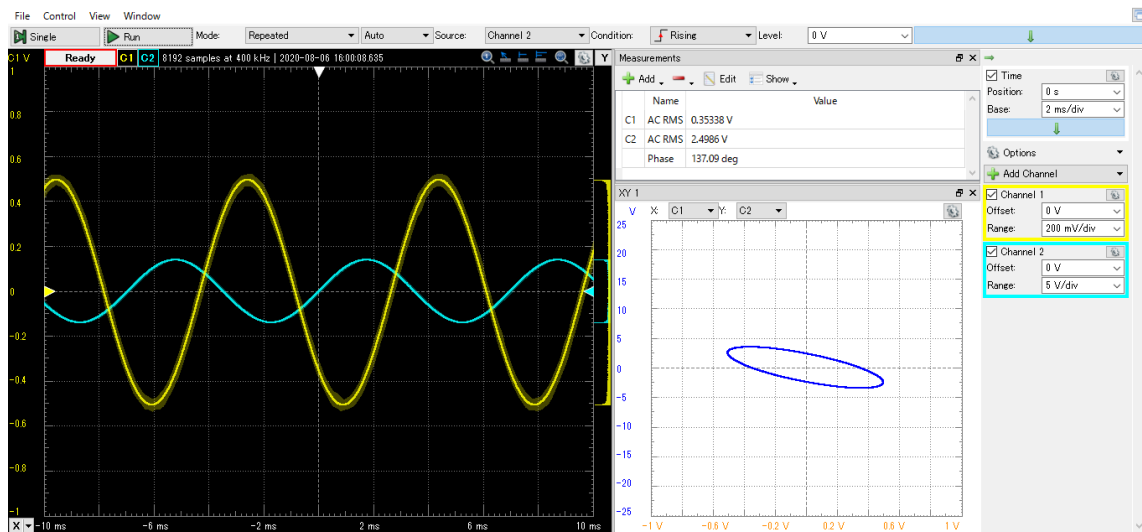 File Control View Window
Single Run Mode: Repeated Auto Source: Channel 2 Condition: Rising Level: 0 V
C1 V Ready C1 C2 8192 samples at 400 kHz | 2020-08-06 16:00:08.635 Y
1
0.8
0.6
0.4
0.2
0
-0.2
-0.4
-0.6
-0.8
-1
X -10 ms -6 ms -2 ms 2 ms 6 ms 10 ms
Measurements
Add Edit Show
Name Value
C1 AC RMS 0.35338 V
C2 AC RMS 2.4986 V
Phase 137.09 deg
XY 1
V X: C1 Y: C2
25
20
15
10
5
0
-5
-10
-15
-20
-25
-1 V -0.6 V -0.2 V 0.2 V 0.6 V 1 V
Time
Position: 0 s
Base: 2 ms/div
Options
Add Channel
Channel 1
Offset: 0 V
Range: 200 mV/div
Channel 2
Offset: 0 V
Range: 5 V/div